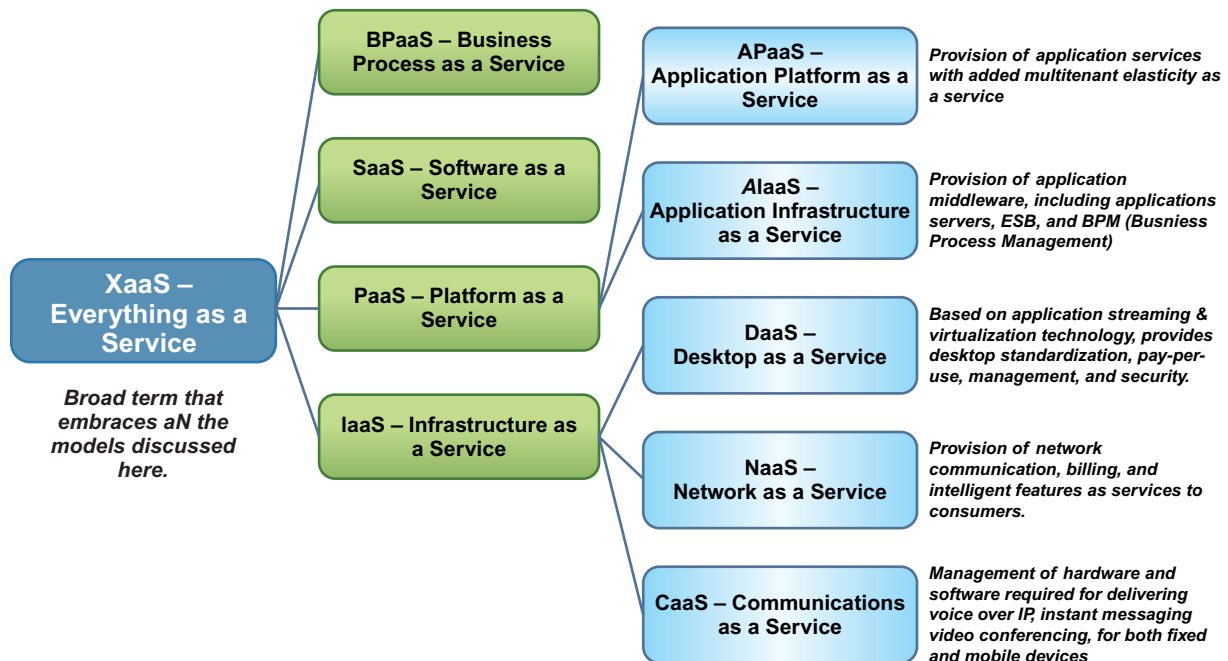 XaaS –
Everything as a
Service
Broad term that
embraces aN the
models discussed
here.
BPaaS – Business
Process as a Service
SaaS – Software as a
Service
PaaS – Platform as a
Service
IaaS – Infrastructure as
a Service
APaaS –
Application Platform as a
Service
Provision of application services
with added multitenant elasticity as
a service
AIaaS –
Application Infrastructure
as a Service
Provision of application
middleware, including applications
servers, ESB, and BPM (Busniess
Process Management)
DaaS –
Desktop as a Service
Based on application streaming &
virtualization technology, provides
desktop standardization, pay-per-
use, management, and security.
NaaS –
Network as a Service
Provision of network
communication, billing, and
intelligent features as services to
consumers.
CaaS – Communications
as a Service
Management of hardware and
software required for delivering
voice over IP, instant messaging
video conferencing, for both fixed
and mobile devices